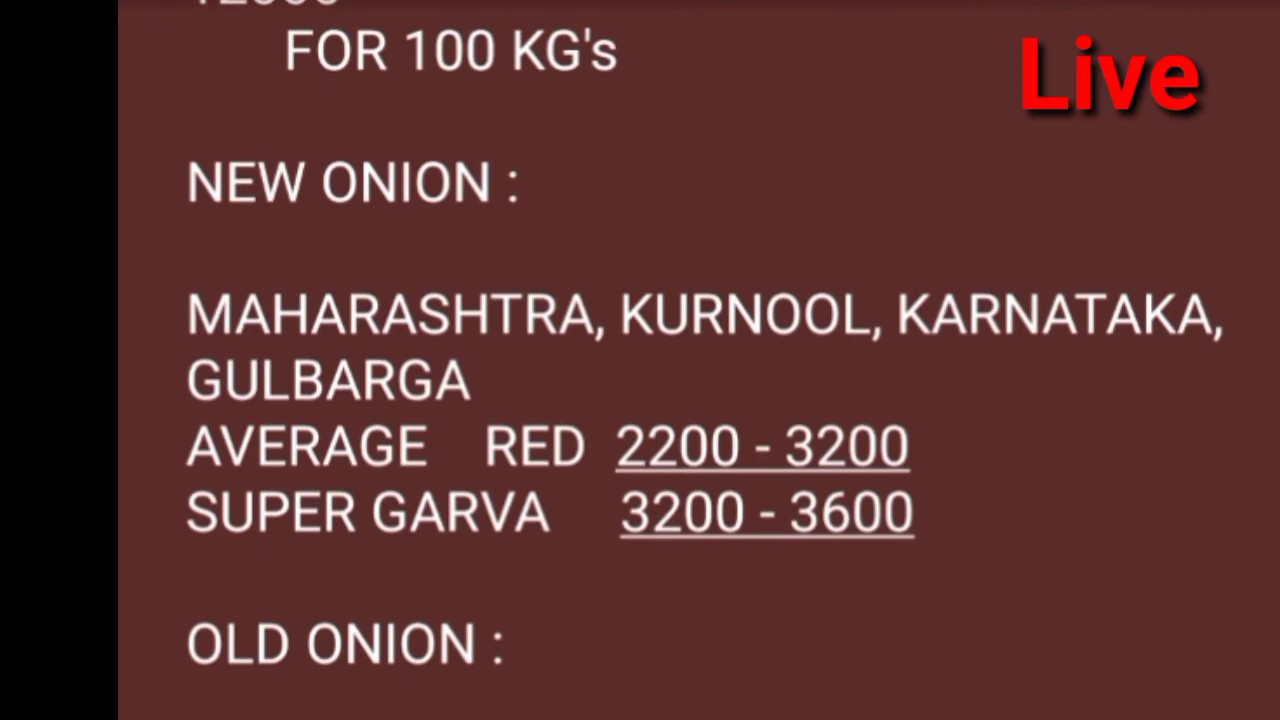 FOR 100 KG's
Live
NEW ONION :
MAHARASHTRA, KURNOOL, KARNATAKA,
GULBARGA
AVERAGE RED 2200 - 3200
SUPER GARVA 3200 - 3600
OLD ONION :